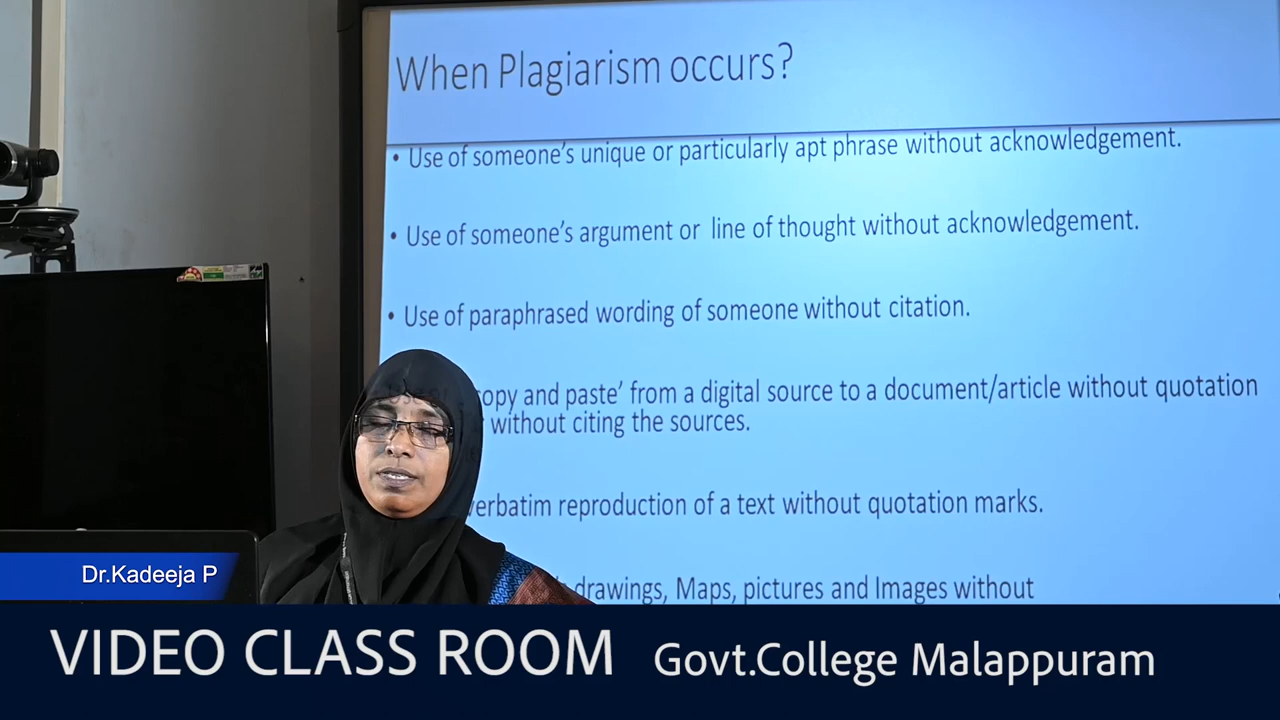 When Plagiarism occurs?
• Use of someone's unique or particularly apt phrase without acknowledgement.
• Use of someone's argument or line of thought without acknowledgement.
• Use of paraphrased wording of someone without citation.
copy and paste' from a digital source to a document/article without quotation
without citing the sources.
verbatim reproduction of a text without quotation marks.
drawings, Maps, pictures and Images without
Dr.Kadeeja P
VIDEO CLASS ROOM Govt.College Malappuram